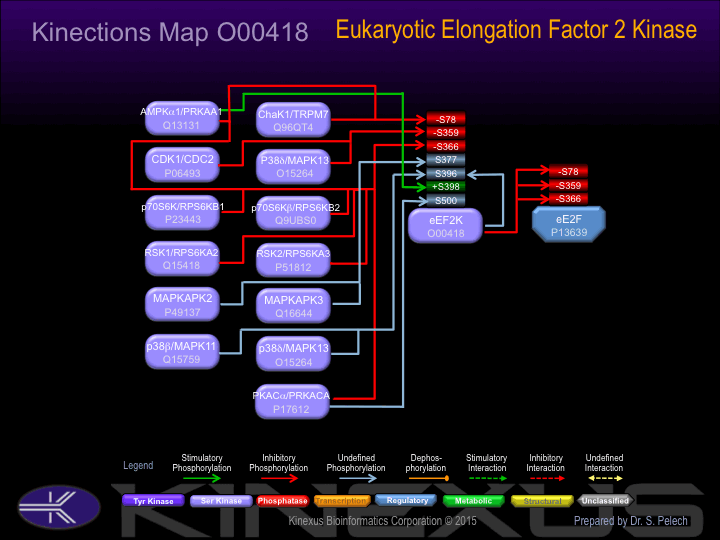 Kinections Map O00418
Eukaryotic Elongation Factor 2 Kinase
AMPKα1/PRKAA1
Q13131
ChaK1/TRPM7
Q96QT4
CDK1/CDC2
P06493
P38δ/MAPK13
O15264
p70S6K/RPS6KB1
P23443
p70S6Kβ/RPS6KB2
Q9UBS0
RSK1/RPS6KA2
Q15418
RSK2/RPS6KA3
P51812
MAPKAPK2
P49137
MAPKAPK3
Q16644
p38β/MAPK11
Q15759
p38δ/MAPK13
O15264
PKACα/PRKACA
P17612
-S78
-S359
-S366
S377
S396
+S398
S500
eEF2K
O00418
-S78
-S359
-S366
eE2F
P13639
Legend
Stimulatory
Phosphorylation
Inhibitory
Phosphorylation
Undefined
Phosphorylation
Dephos-
phorylation
Stimulatory
Interaction
Inhibitory
Interaction
Undefined
Interaction
Tyr Kinase
Ser Kinase
Phosphatase
Transcription
Regulatory
Metabolic
Structural
Unclassified
KINEXUS
Kinexus Bioinformatics Corporation © 2015
Prepared by Dr. S. Pelech